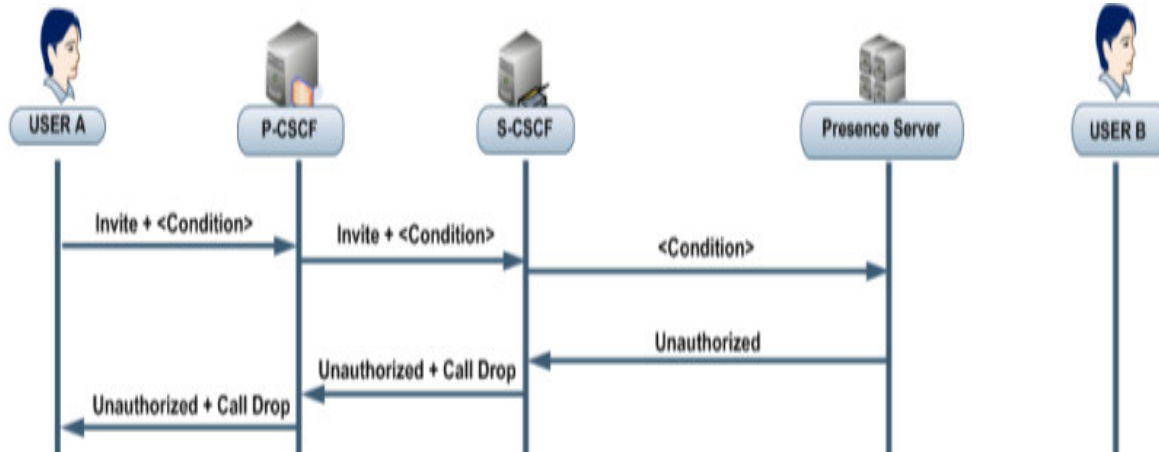 USER A
P-CSCF
S-CSCF
Presence Server
USER B
Invite + <Condition>
Invite + <Condition>
<Condition>
Unauthorized
Unauthorized + Call Drop
Unauthorized + Call Drop